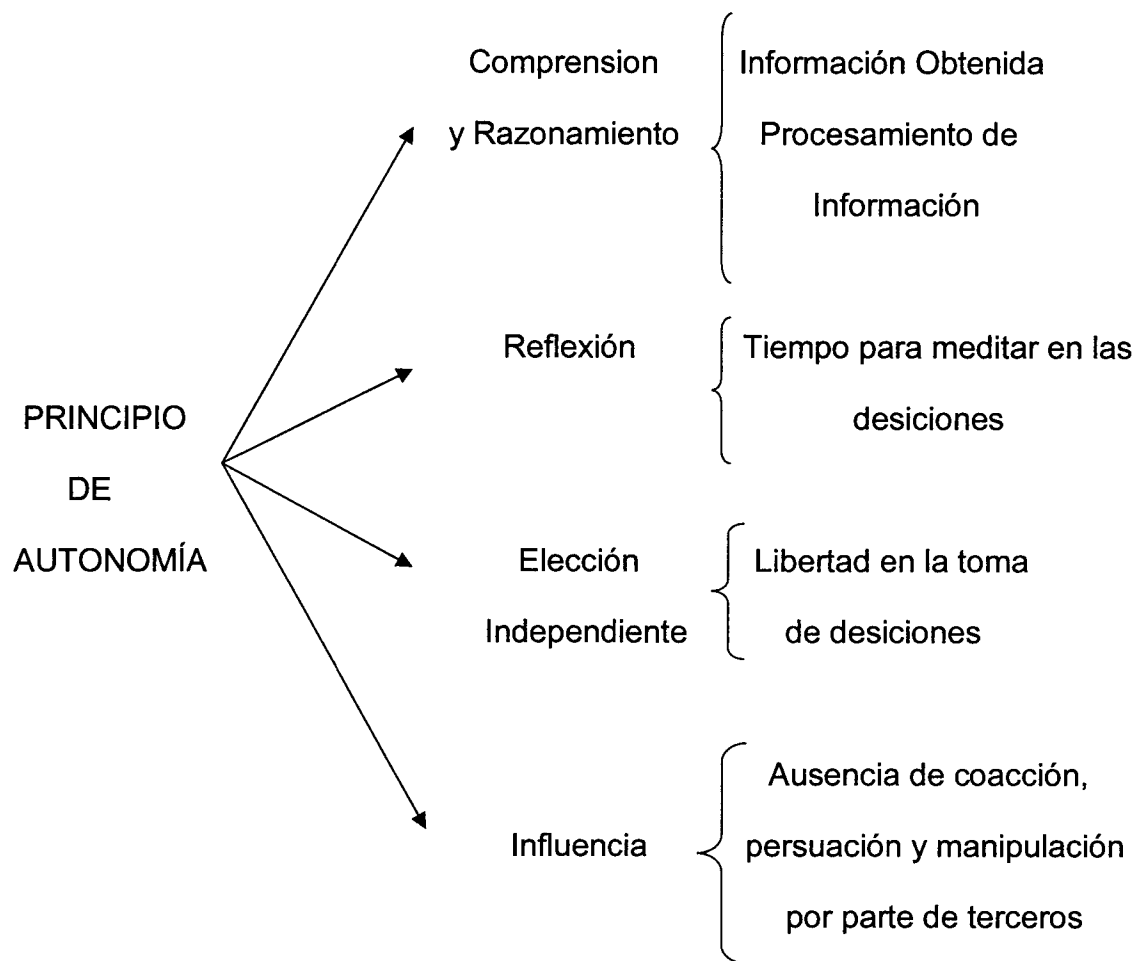 PRINCIPIO
DE
AUTONOMÍA
Comprension
y Razonamiento
Información Obtenida
Procesamiento de
Información
Reflexión
Tiempo para meditar en las
desiciones
Elección
Independiente
Libertad en la toma
de desiciones
Influencia
Ausencia de coacción,
persuación y manipulación
por parte de terceros